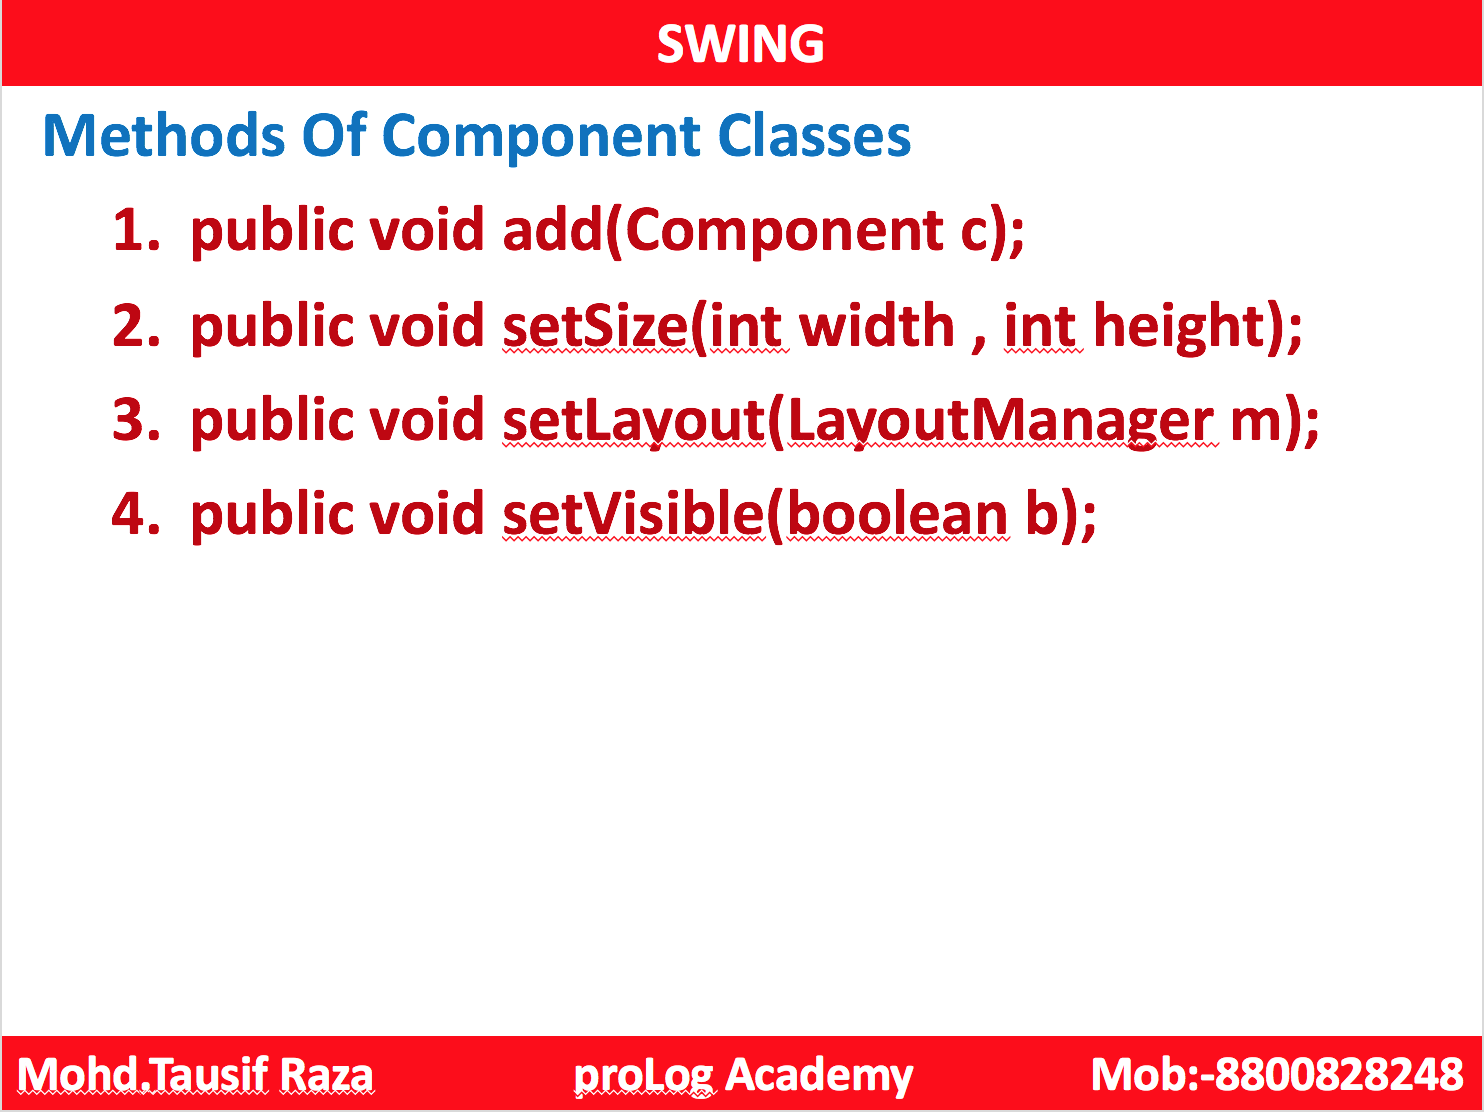 SWING
Methods Of Component Classes
1. public void add(Component c);
2. public void setSize(int width , int height);
3. public void setLayout(LayoutManager m);
4. public void setVisible(boolean b);
Mohd.Tausif Raza proLog Academy Mob:-8800828248